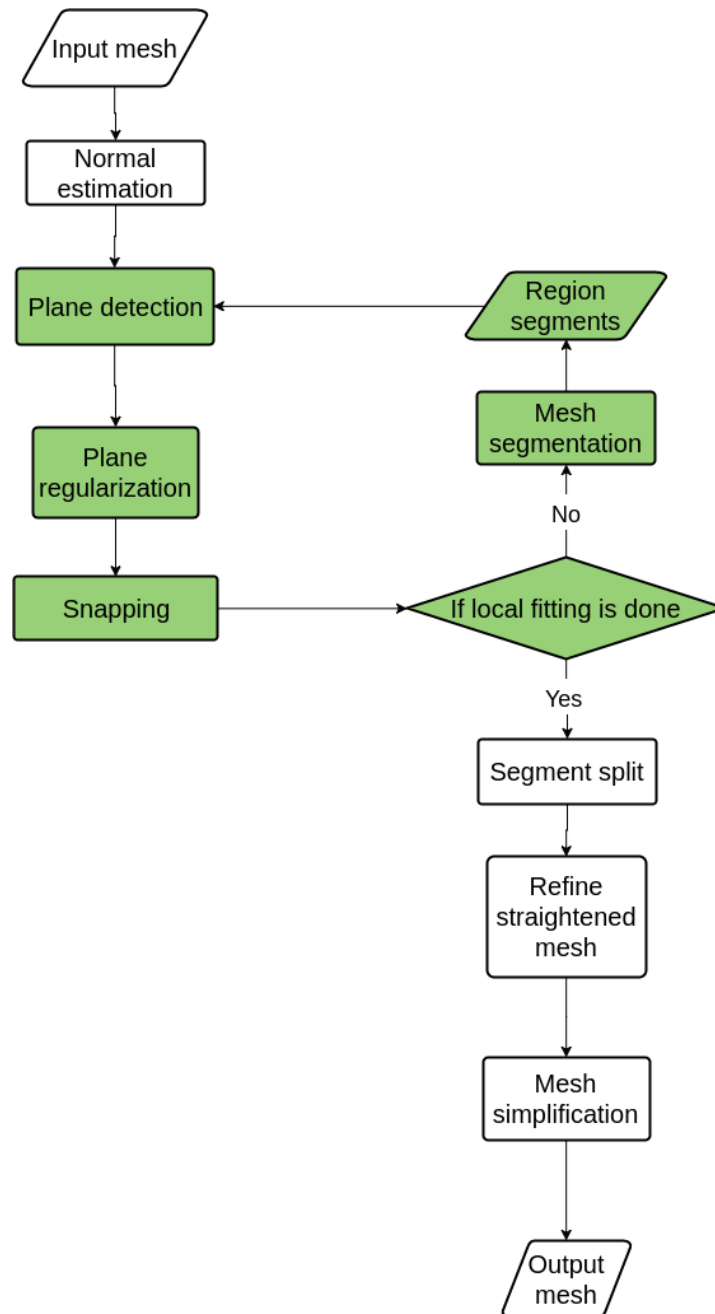 Input mesh
Normal
estimation
Plane detection
Region
segments
Mesh
segmentation
Plane
regularization
No
Snapping
If local fitting is done
Yes
Segment split
Refine
straightened
mesh
Mesh
simplification
Output
mesh